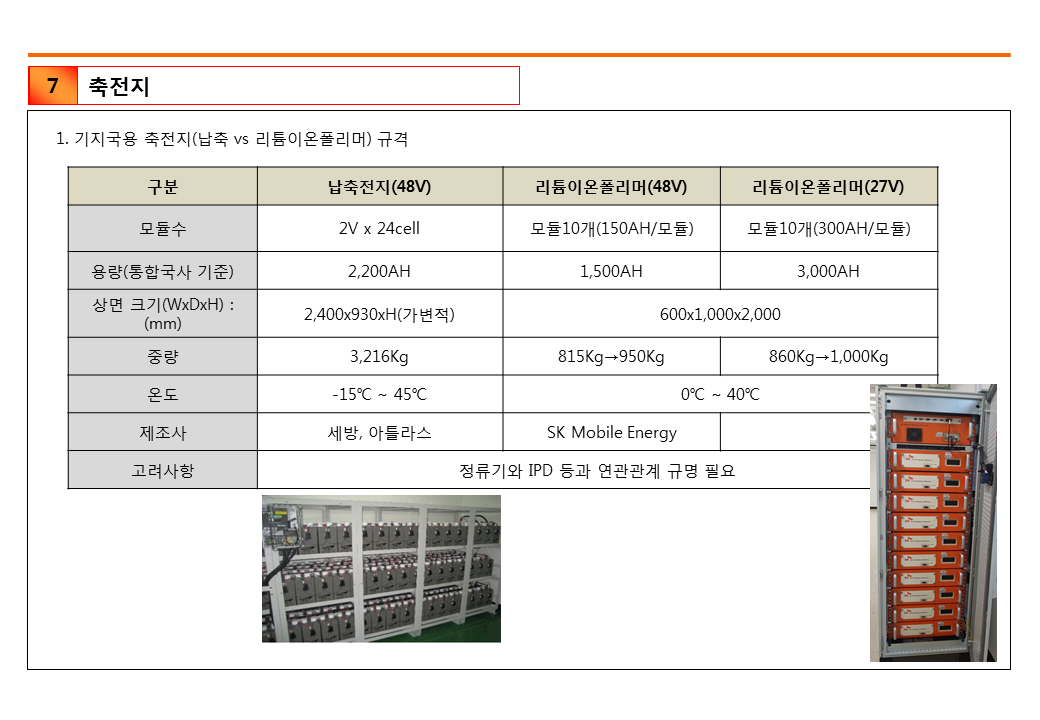 7 축전지
1. 기지국용 축전지(납축 vs 리튬이온폴리머) 규격
구분 납축전지(48V) 리튬이온폴리머(48V) 리튬이온폴리머(27V)
모듈수 2V x 24cell 모듈10개(150AH/모듈) 모듈10개(300AH/모듈)
용량(통합국사 기준) 2,200AH 1,500AH 3,000AH
상면 크기(WxDxH) :
(mm) 2,400x930xH(가변적) 600x1,000x2,000
중량 3,216Kg 815Kg→950Kg 860Kg→1,000Kg
온도 -15℃ ~ 45℃ 0℃ ~ 40℃
제조사 세방, 아틀라스 SK Mobile Energy
고려사항 정류기와 IPD 등과 연관관계 규명 필요